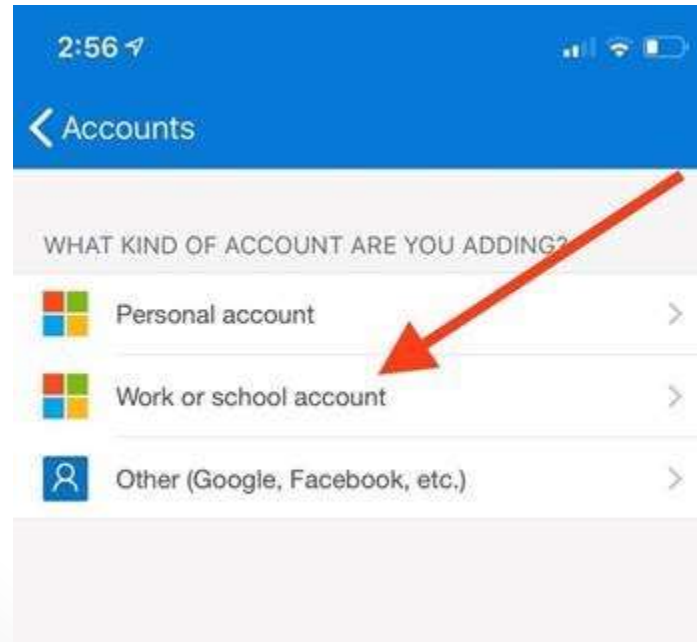 2:56
Accounts
WHAT KIND OF ACCOUNT ARE YOU ADDING?
Personal account
Work or school account
Other (Google, Facebook, etc.)